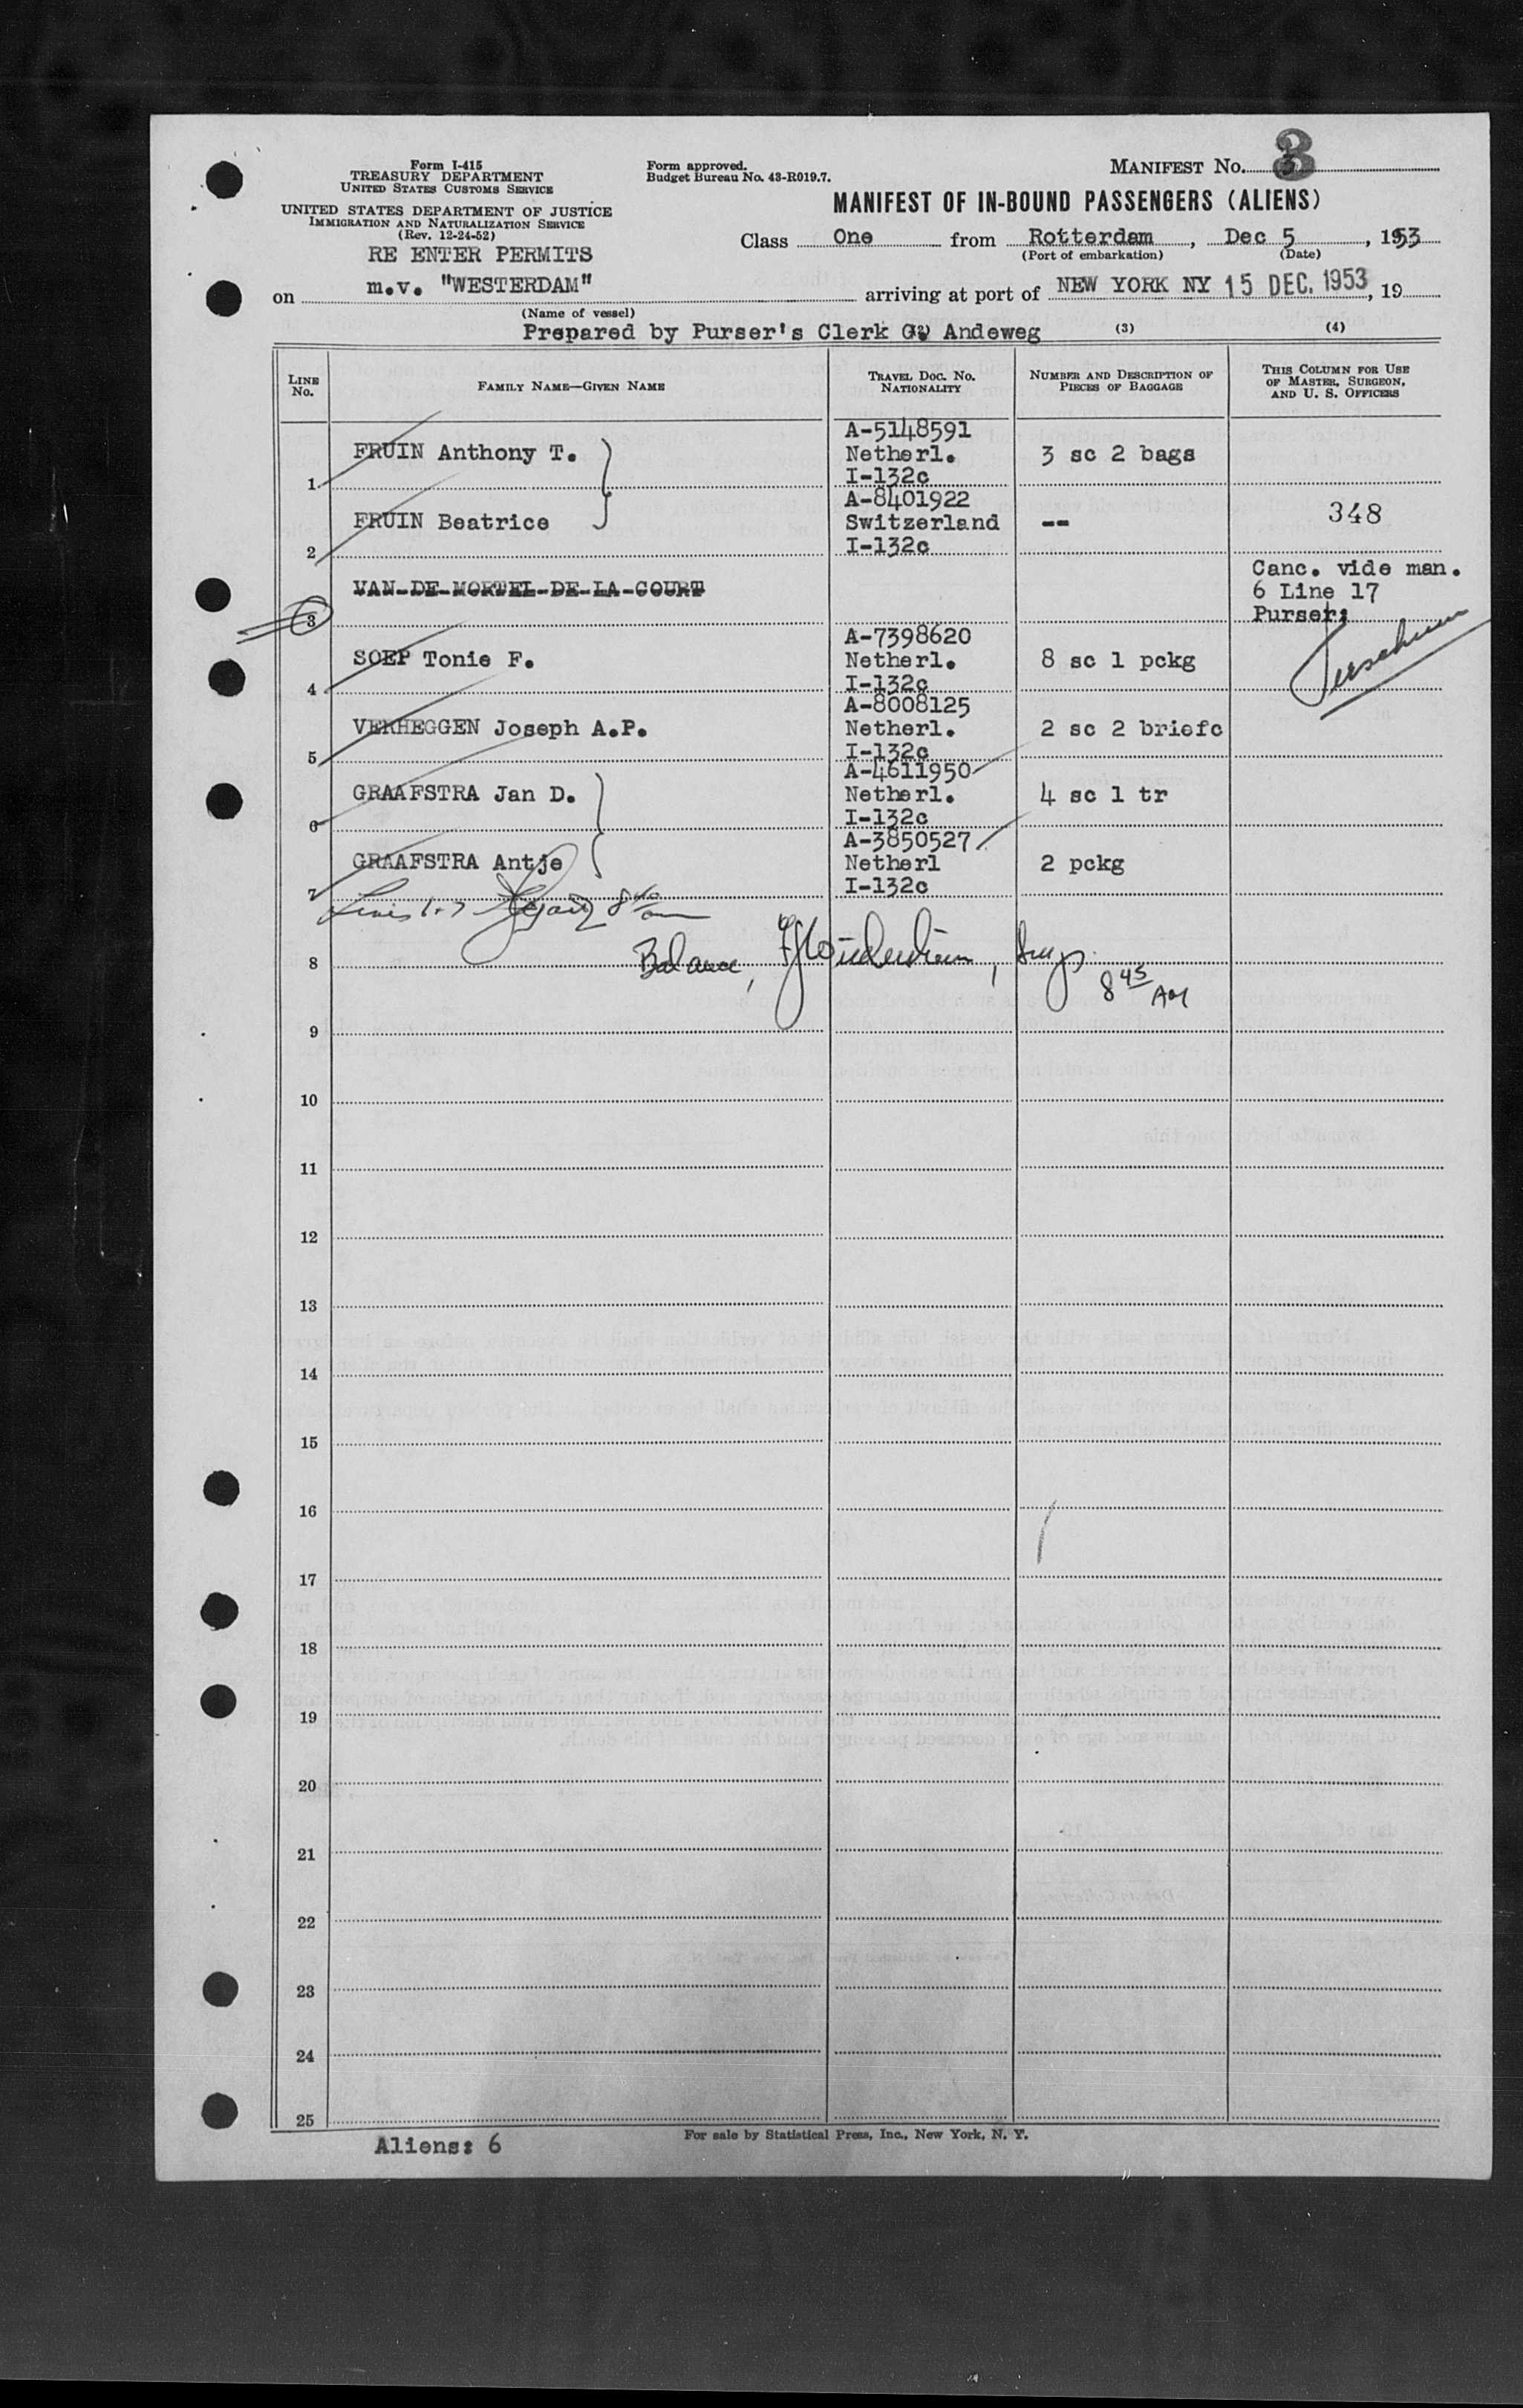 Form I-415
TREASURY DEPARTMENT
UNITED STATES CUSTOMS SERVICE
UNITED STATES DEPARTMENT OF JUSTICE
IMMIGRATION AND NATURALIZATION SERVICE
(Rev. 12-24-52)
RE ENTER PERMITS
Form approved.
Budget Bureau No. 43-R019.7.
MANIFEST No. 3
MANIFEST OF IN-BOUND PASSENGERS (ALIENS)
Class One from Rotterdam, Dec 5, 1953
(Port of embarkation) (Date)
on m.v. "WESTERDAM" arriving at port of NEW YORK NY 15 DEC. 1953, 19
(Name of vessel)
Prepared by Purser's Clerk Andeweg (3) (4)
LINE No. FAMILY NAME—GIVEN NAME TRAVEL DOC. NO. NATIONALITY NUMBER AND DESCRIPTION OF PIECES OF BAGGAGE THIS COLUMN FOR USE OF MASTER, SURGEON, AND U. S. OFFICERS
A-5148591
FRUIN Anthony T. Netherl. 3 sc 2 bags
1 I-132c
A-8401922
FRUIN Beatrice Switzerland -- 348
2 I-132c
VAN-DE-MORTEL-DE-LA-COURT
3
Canc. vide man.
6 Line 17
Purser:
A-7398620
SOEP Tonie F. Netherl. 8 sc 1 pckg
4 I-132c
A-8008125
VERHEGGEN Joseph A.P. Netherl. 2 sc 2 briefc
5 I-132c
A-4611950
GRAAFSTRA Jan D. Netherl. 4 sc 1 tr
6 I-132c
A-3850527
GRAAFSTRA Antje Netherl 2 pckg
7 I-132c
Lines 1-7 8 40 am
8 Balance, Insp.
8 45 AM
9
10
11
12
13
14
15
16
17
18
19
20
21
22
23
24
25
For sale by Statistical Press, Inc., New York, N. Y.
Aliens: 6